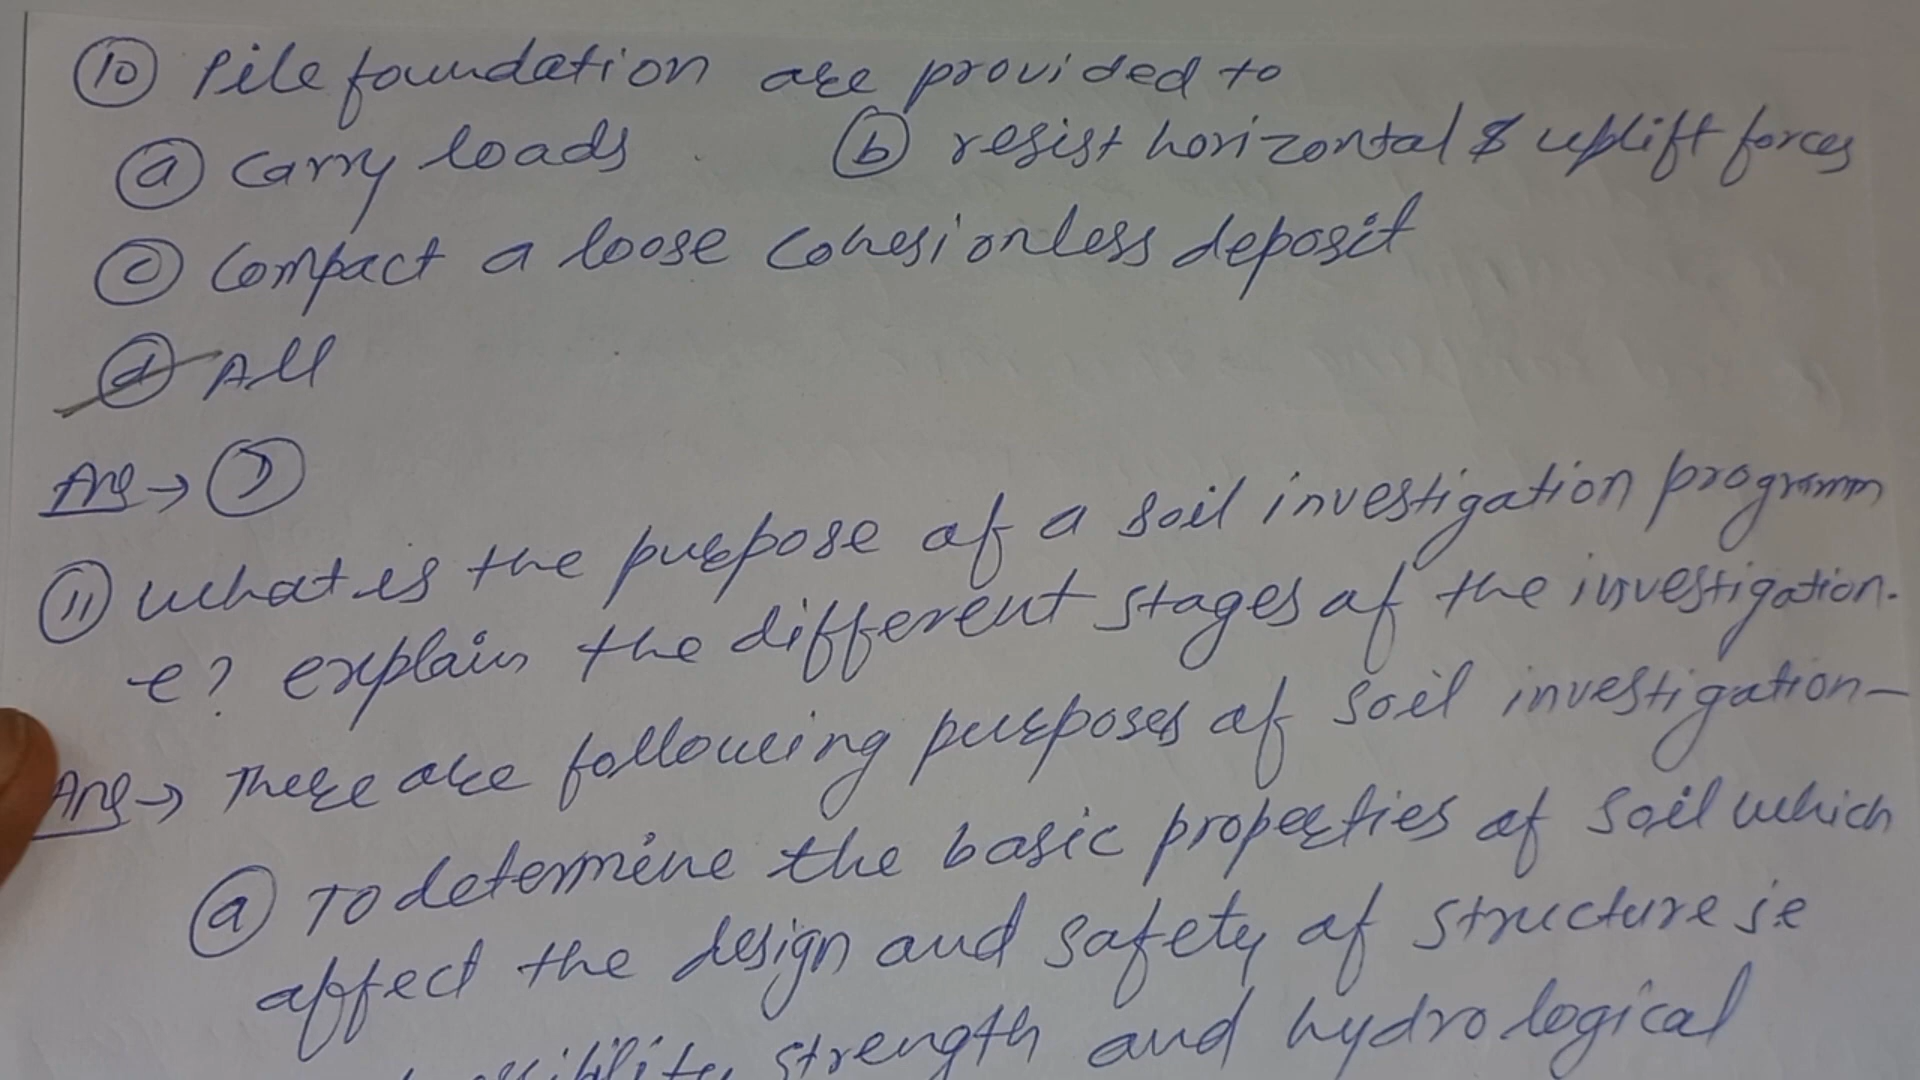 10 Pile foundation are provided to
a Carry loads b resist horizontal & uplift forces
c Compact a loose cohesionless deposit
d All
Ans → D
11 What is the purpose of a soil investigation programm
e? explain the different stages of the investigation.
Ans → There are following purposes of soil investigation-
a To determine the basic properties of soil which
affect the design and safety of structure i.e
strength and hydrological